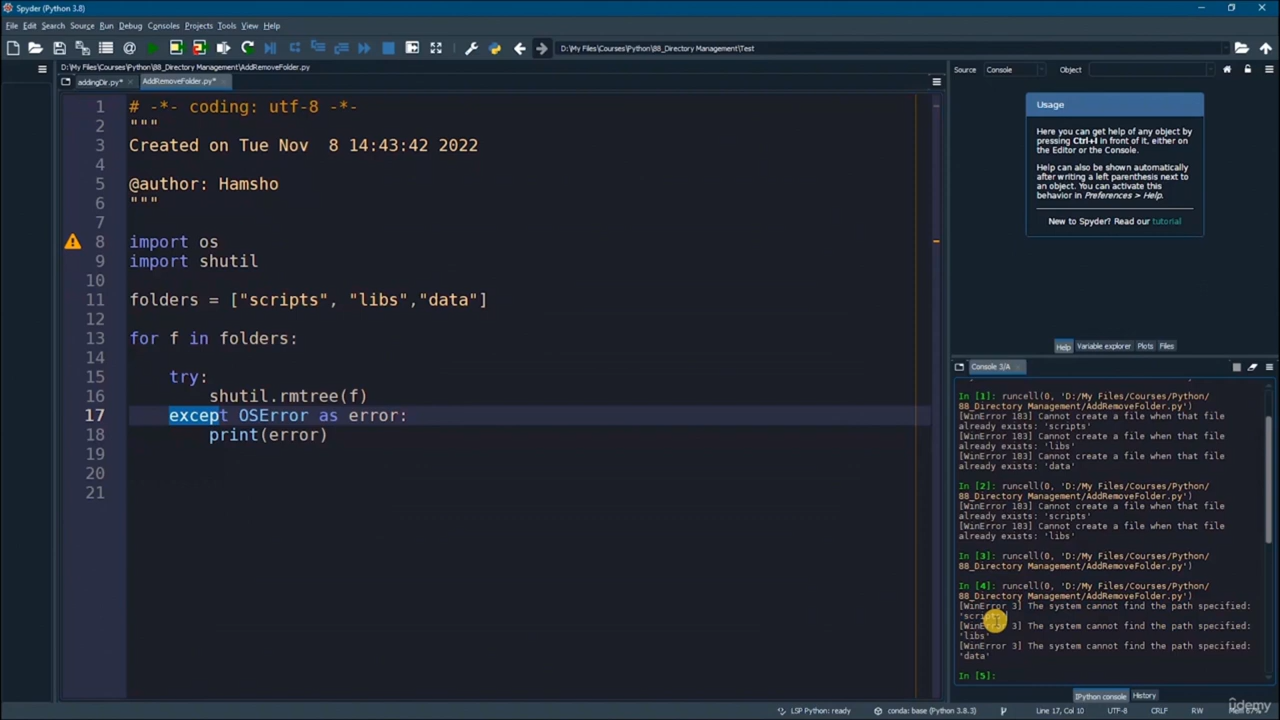 Spyder (Python 3.8)
File Edit Search Source Run Debug Consoles Projects Tools View Help
D:\My Files\Courses\Python\88_Directory Management\Test
D:\My Files\Courses\Python\88_Directory Management\AddRemoveFolder.py
addingDir.py*
AddRemoveFolder.py*
1 # -*- coding: utf-8 -*-
2 """
3 Created on Tue Nov  8 14:43:42 2022
4
5 @author: Hamsho
6 """
7
8 import os
9 import shutil
10
11 folders = ["scripts", "libs","data"]
12
13 for f in folders:
14
15 try:
16 shutil.rmtree(f)
17 except OSError as error:
18 print(error)
19
20
21
Source Console Object
Usage
Here you can get help of any object by
pressing Ctrl+I in front of it, either on
the Editor or the Console.
Help can also be shown automatically
after writing a left parenthesis next to
an object. You can activate this
behavior in Preferences > Help.
New to Spyder? Read our tutorial
Help Variable explorer Plots Files
Console 3/A
In [1]: runcell(0, 'D:/My Files/Courses/Python/
88_Directory Management/AddRemoveFolder.py')
[WinError 183] Cannot create a file when that file
already exists: 'scripts'
[WinError 183] Cannot create a file when that file
already exists: 'libs'
[WinError 183] Cannot create a file when that file
already exists: 'data'
In [2]: runcell(0, 'D:/My Files/Courses/Python/
88_Directory Management/AddRemoveFolder.py')
[WinError 183] Cannot create a file when that file
already exists: 'scripts'
[WinError 183] Cannot create a file when that file
already exists: 'libs'
In [3]: runcell(0, 'D:/My Files/Courses/Python/
88_Directory Management/AddRemoveFolder.py')
In [4]: runcell(0, 'D:/My Files/Courses/Python/
88_Directory Management/AddRemoveFolder.py')
[WinError 3] The system cannot find the path specified:
'scripts'
[WinError 3] The system cannot find the path specified:
'libs'
[WinError 3] The system cannot find the path specified:
'data'
In [5]:
IPython console History
LSP Python: ready conda: base (Python 3.8.3) Line 17, Col 10 UTF-8 CRLF RW
udemy